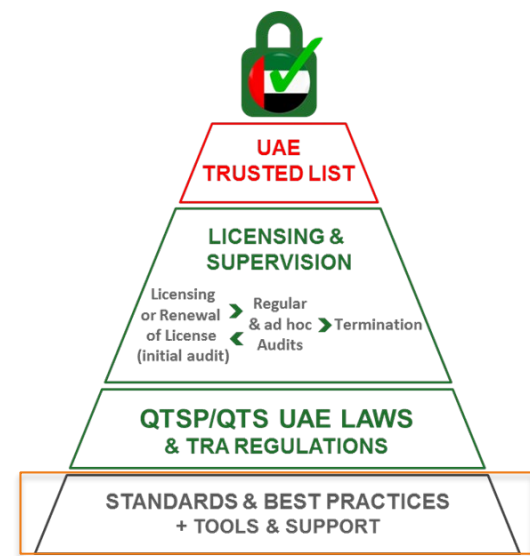 UAE
TRUSTED LIST
LICENSING &
SUPERVISION
Licensing
or Renewal
of License
(initial audit)
Regular
& ad hoc
Audits
Termination
QTSP/QTS UAE LAWS
& TRA REGULATIONS
STANDARDS & BEST PRACTICES
+ TOOLS & SUPPORT